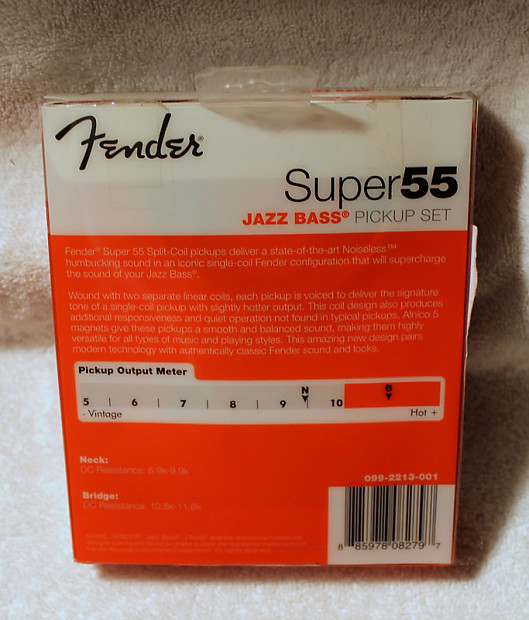 Fender®
Super55
JAZZ BASS® PICKUP SET
Fender® Super 55 Split-Coil pickups deliver a state-of-the-art Noiseless™
humbucking sound in an iconic single-coil Fender configuration that will supercharge
the sound of your Jazz Bass®.
Wound with two separate linear coils, each pickup is voiced to deliver the signature
tone of a single-coil pickup with slightly hotter output. This coil design also produces
additional responsiveness and quiet operation not found in typical pickups. Alnico 5
magnets give these pickups a smooth and balanced sound, making them highly
versatile for all types of music and playing styles. This amazing new design pairs
modern technology with authentically classic Fender sound and looks.
Pickup Output Meter
N B
5 | 6 | 7 | 8 | 9 | 10
- Vintage Hot +
Neck:
DC Resistance:
099-2213-001
Bridge:
DC Resistance:
8 85978 08279 7